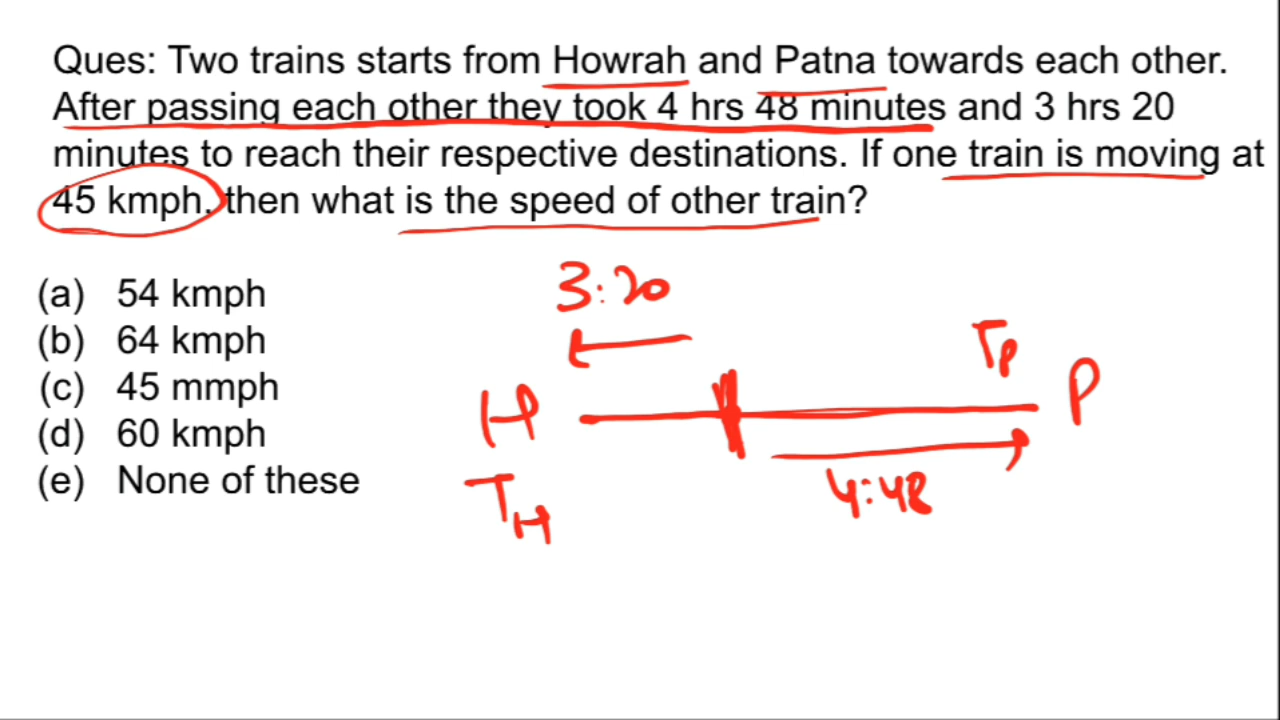 Ques: Two trains starts from Howrah and Patna towards each other.
After passing each other they took 4 hrs 48 minutes and 3 hrs 20
minutes to reach their respective destinations. If one train is moving at
45 kmph, then what is the speed of other train?
(a) 54 kmph
(b) 64 kmph
(c) 45 mmph
(d) 60 kmph
(e) None of these
3:20
TP
H P
4:48
TH